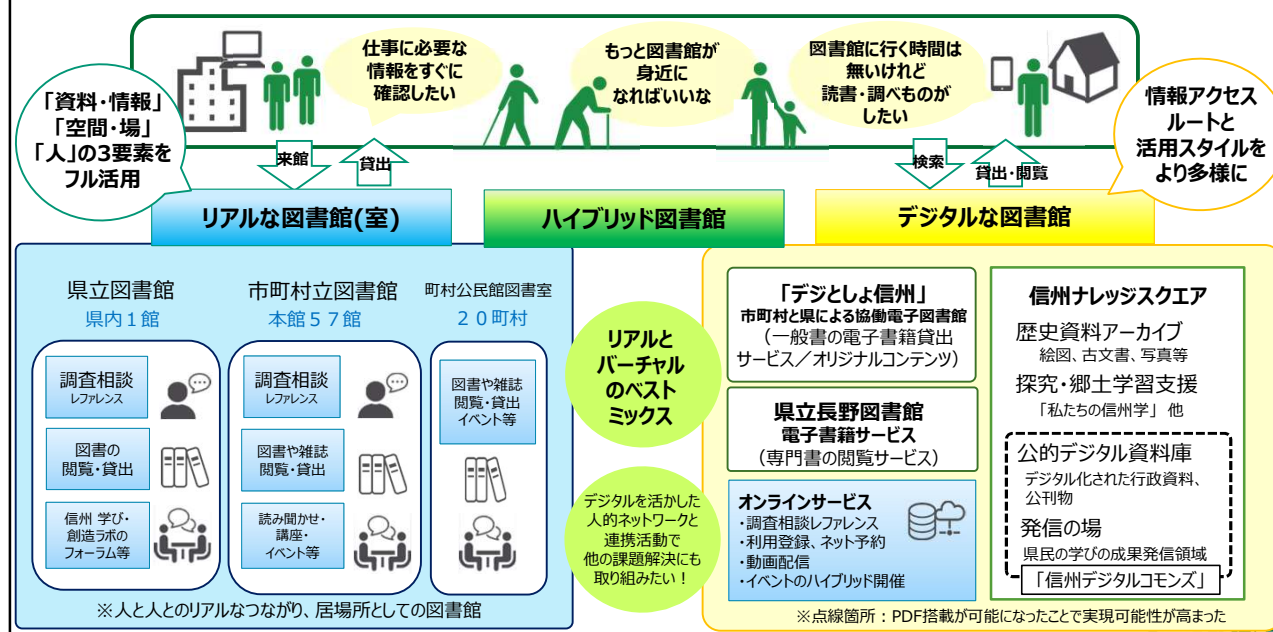 仕事に必要な
情報をすぐに
確認したい
もっと図書館が
身近に
なればいいな
図書館に行く時間は
無いけれど
読書・調べものが
したい
「資料・情報」
「空間・場」
「人」の3要素を
フル活用
情報アクセス
ルートと
活用スタイルを
より多様に
来館
貸出
検索
貸出・閲覧
リアルな図書館(室)
ハイブリッド図書館
デジタルな図書館
県立図書館
県内1館
調査相談
レファレンス
図書の
閲覧・貸出
信州 学び・
創造ラボの
フォーラム等
市町村立図書館
本館57館
調査相談
レファレンス
図書や雑誌
閲覧・貸出
読み聞かせ・
講座・
イベント等
町村公民館図書室
20町村
図書や雑誌
閲覧・貸出
イベント等
※人と人とのリアルなつながり、居場所としての図書館
リアルと
バーチャル
のベスト
ミックス
デジタルを活かした
人的ネットワークと
連携活動で
他の課題解決にも
取り組みたい!
「デジとしょ信州」
市町村と県による協働電子図書館
(一般書の電子書籍貸出
サービス/オリジナルコンテンツ)
県立長野図書館
電子書籍サービス
(専門書の閲覧サービス)
オンラインサービス
・調査相談レファレンス
・利用登録、ネット予約
・動画配信
・イベントのハイブリッド開催
信州ナレッジスクエア
歴史資料アーカイブ
絵図、古文書、写真等
探究・郷土学習支援
「私たちの信州学」 他
公的デジタル資料庫
デジタル化された行政資料、
公刊物
発信の場
県民の学びの成果発信領域
「信州デジタルコモンズ」
※点線箇所:PDF搭載が可能になったことで実現可能性が高まった